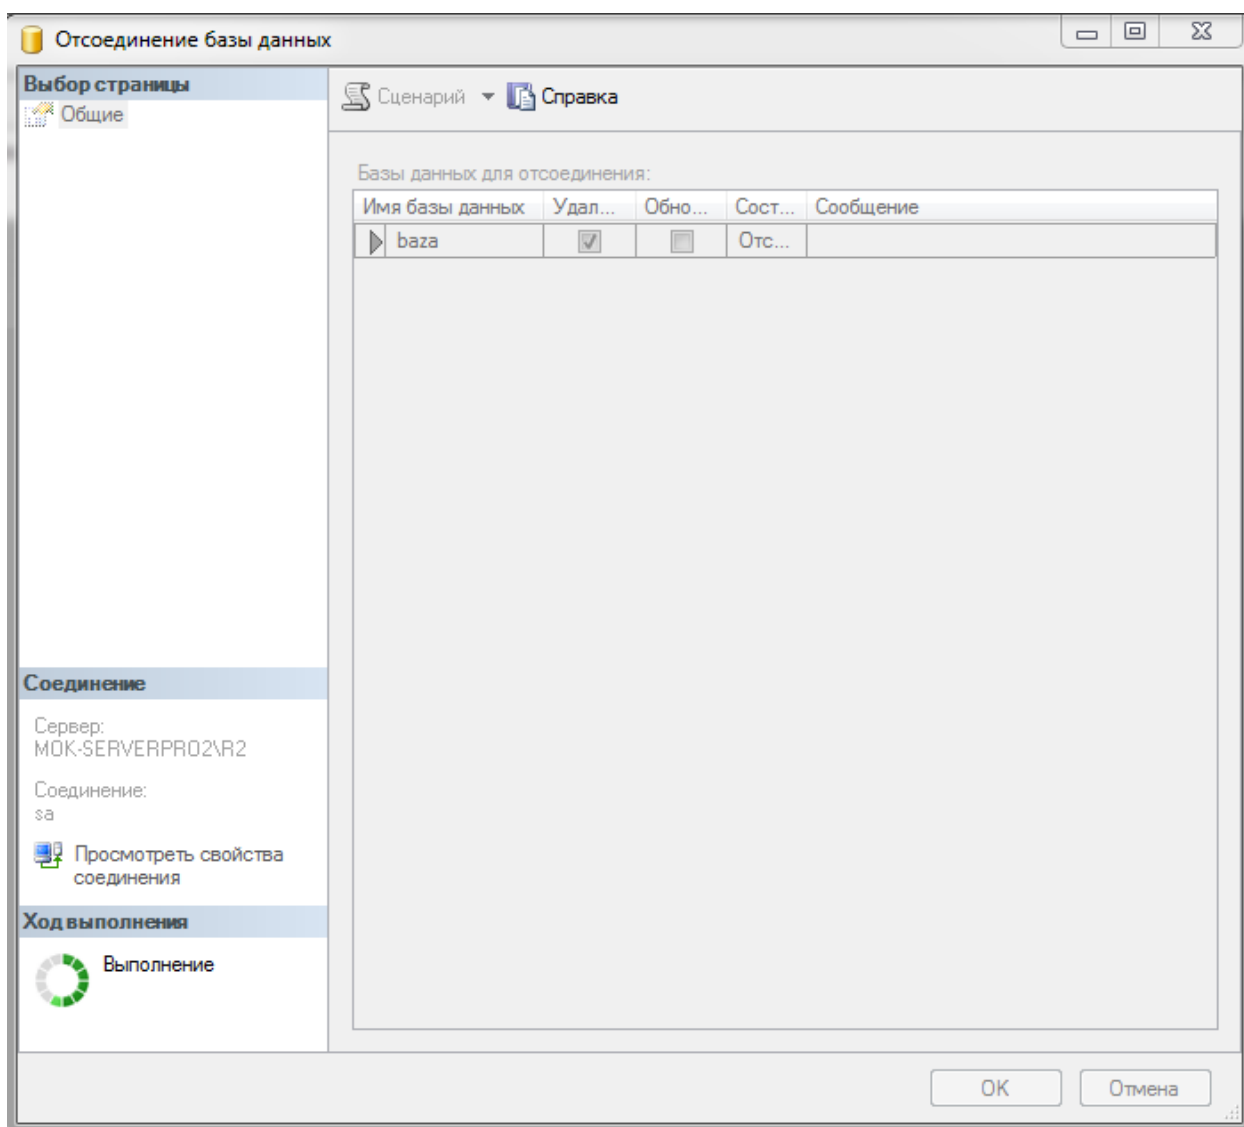 Отсоединение базы данных
Выбор страницы
Общие
Сценарий Справка
Базы данных для отсоединения:
Имя базы данных Удал... Обно... Сост... Сообщение
baza Отс...
Соединение
Сервер:
MOK-SERVERPRO2\R2
Соединение:
sa
Просмотреть свойства
соединения
Ход выполнения
Выполнение
OK Отмена